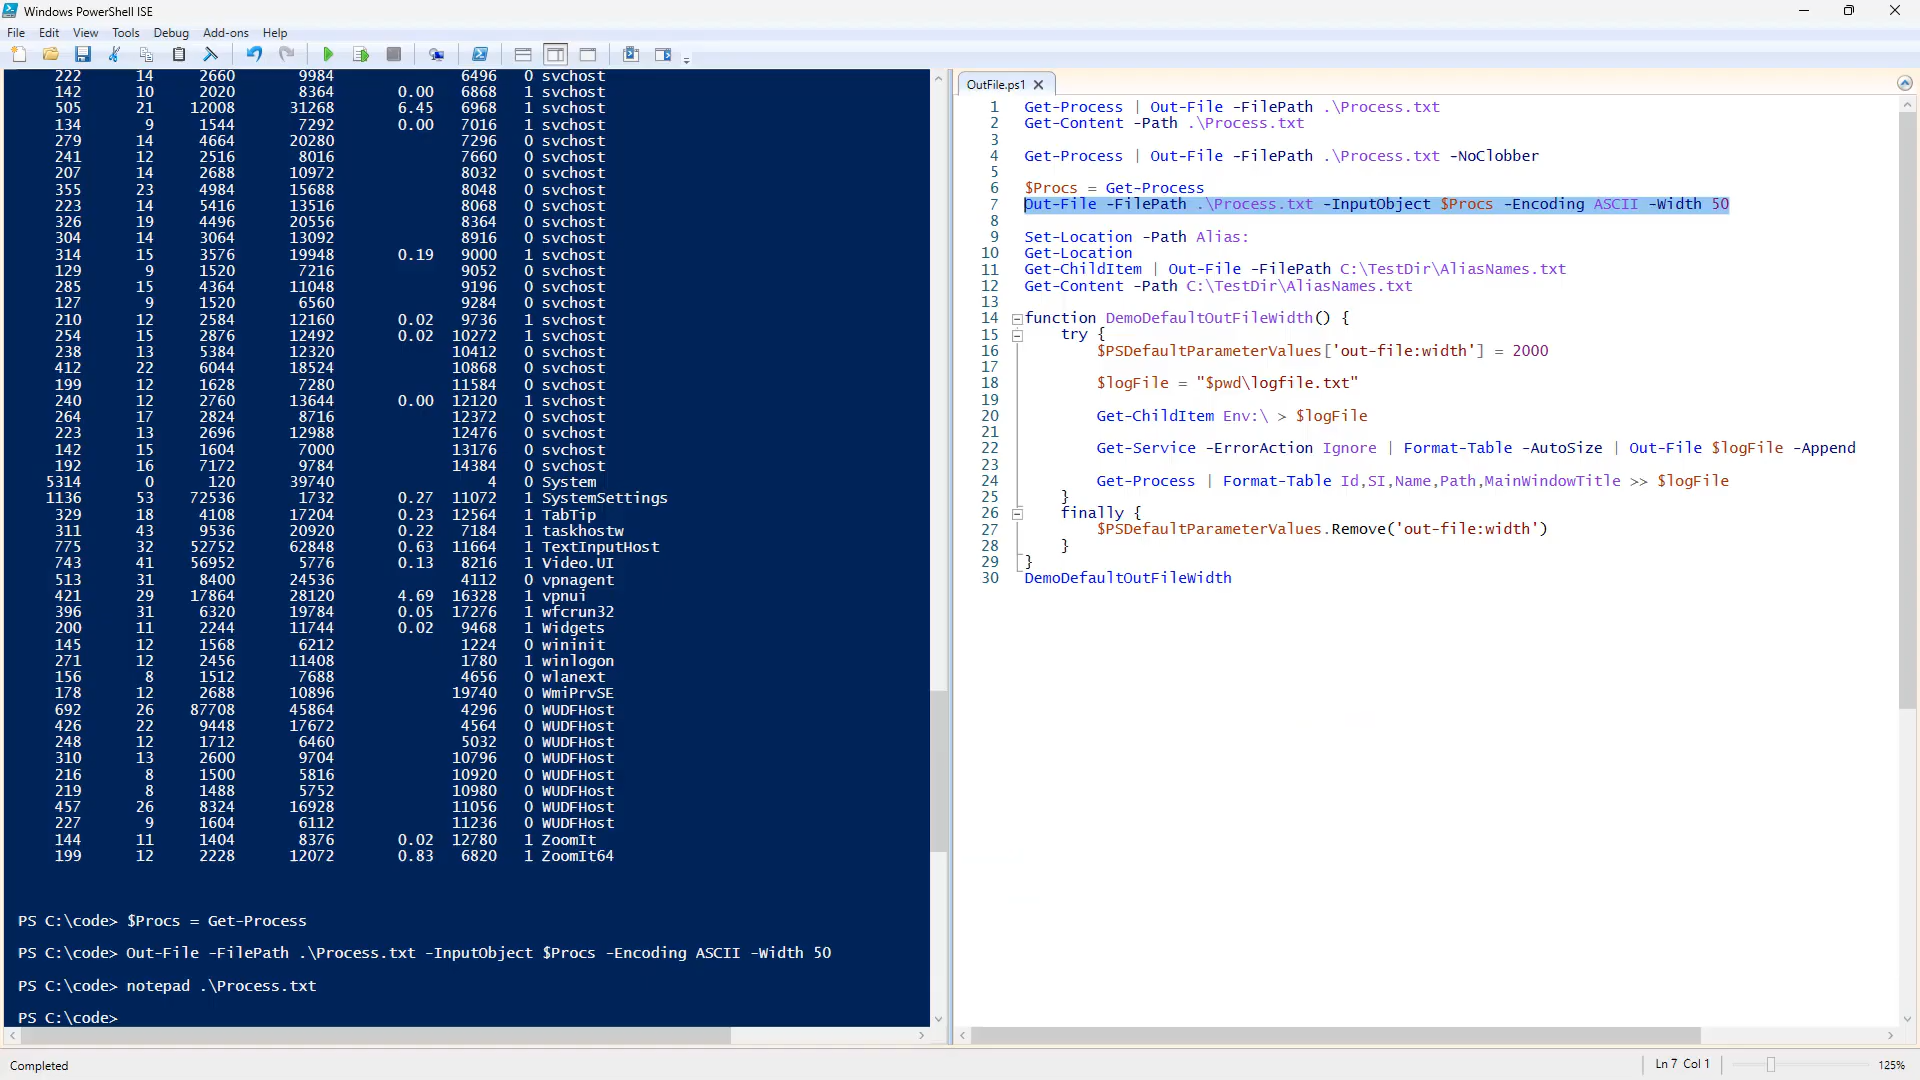 Windows PowerShell ISE
File Edit View Tools Debug Add-ons Help
222 14 2660 9984 6496 0 svchost
142 10 2020 8364 0.00 6868 1 svchost
505 21 12008 31268 6.45 6968 1 svchost
134 9 1544 7292 0.00 7016 1 svchost
279 14 4664 20280 7296 0 svchost
241 12 2516 8016 7660 0 svchost
207 14 2688 10972 8032 0 svchost
355 23 4984 15688 8048 0 svchost
223 14 5416 13516 8068 0 svchost
326 19 4496 20556 8364 0 svchost
304 14 3064 13092 8916 0 svchost
314 15 3576 19948 0.19 9000 1 svchost
129 9 1520 7216 9052 0 svchost
285 15 4364 11048 9196 0 svchost
127 9 1520 6560 9284 0 svchost
210 12 2584 12160 0.02 9736 1 svchost
254 15 2876 12492 0.02 10272 1 svchost
238 13 5384 12320 10412 0 svchost
412 22 6044 18524 10868 0 svchost
199 12 1628 7280 11584 0 svchost
240 12 2760 13644 0.00 12120 1 svchost
264 17 2824 8716 12372 0 svchost
223 13 2696 12988 12476 0 svchost
142 15 1604 7000 13176 0 svchost
192 16 7172 9784 14384 0 svchost
5314 0 120 39740 4 0 System
1136 53 72536 1732 0.27 11072 1 SystemSettings
329 18 4108 17204 0.23 12564 1 TabTip
311 43 9536 20920 0.22 7184 1 taskhostw
775 32 52752 62848 0.63 11664 1 TextInputHost
743 41 56952 5776 0.13 8216 1 Video.UI
513 31 8400 24536 4112 0 vpnagent
421 29 17864 28120 4.69 16328 1 vpnui
396 31 6320 19784 0.05 17276 1 wfcrun32
200 11 2244 11744 0.02 9468 1 Widgets
145 12 1568 6212 1224 0 wininit
271 12 2456 11408 1780 1 winlogon
156 8 1512 7688 4656 0 wlanext
178 12 2688 10896 19740 0 WmiPrvSE
692 26 87708 45864 4296 0 WUDFHost
426 22 9448 17672 4564 0 WUDFHost
248 12 1712 6460 5032 0 WUDFHost
310 13 2600 9704 10796 0 WUDFHost
216 8 1500 5816 10920 0 WUDFHost
219 8 1488 5752 10980 0 WUDFHost
457 26 8324 16928 11056 0 WUDFHost
227 9 1604 6112 11236 0 WUDFHost
144 11 1404 8376 0.02 12780 1 ZoomIt
199 12 2228 12072 0.83 6820 1 ZoomIt64
PS C:\code> $Procs = Get-Process
PS C:\code> Out-File -FilePath .\Process.txt -InputObject $Procs -Encoding ASCII -Width 50
PS C:\code> notepad .\Process.txt
PS C:\code>
OutFile.ps1
1 Get-Process | Out-File -FilePath .\Process.txt
2 Get-Content -Path .\Process.txt
3
4 Get-Process | Out-File -FilePath .\Process.txt -NoClobber
5
6 $Procs = Get-Process
7 Out-File -FilePath .\Process.txt -InputObject $Procs -Encoding ASCII -Width 50
8
9 Set-Location -Path Alias:
10 Get-Location
11 Get-ChildItem | Out-File -FilePath C:\TestDir\AliasNames.txt
12 Get-Content -Path C:\TestDir\AliasNames.txt
13
14 function DemoDefaultOutFileWidth() {
15 try {
16 $PSDefaultParameterValues['out-file:width'] = 2000
17
18 $logFile = "$pwd\logfile.txt"
19
20 Get-ChildItem Env:\ > $logFile
21
22 Get-Service -ErrorAction Ignore | Format-Table -AutoSize | Out-File $logFile -Append
23
24 Get-Process | Format-Table Id,SI,Name,Path,MainWindowTitle >> $logFile
25 }
26 finally {
27 $PSDefaultParameterValues.Remove('out-file:width')
28 }
29 }
30 DemoDefaultOutFileWidth
Completed
Ln 7 Col 1
125%